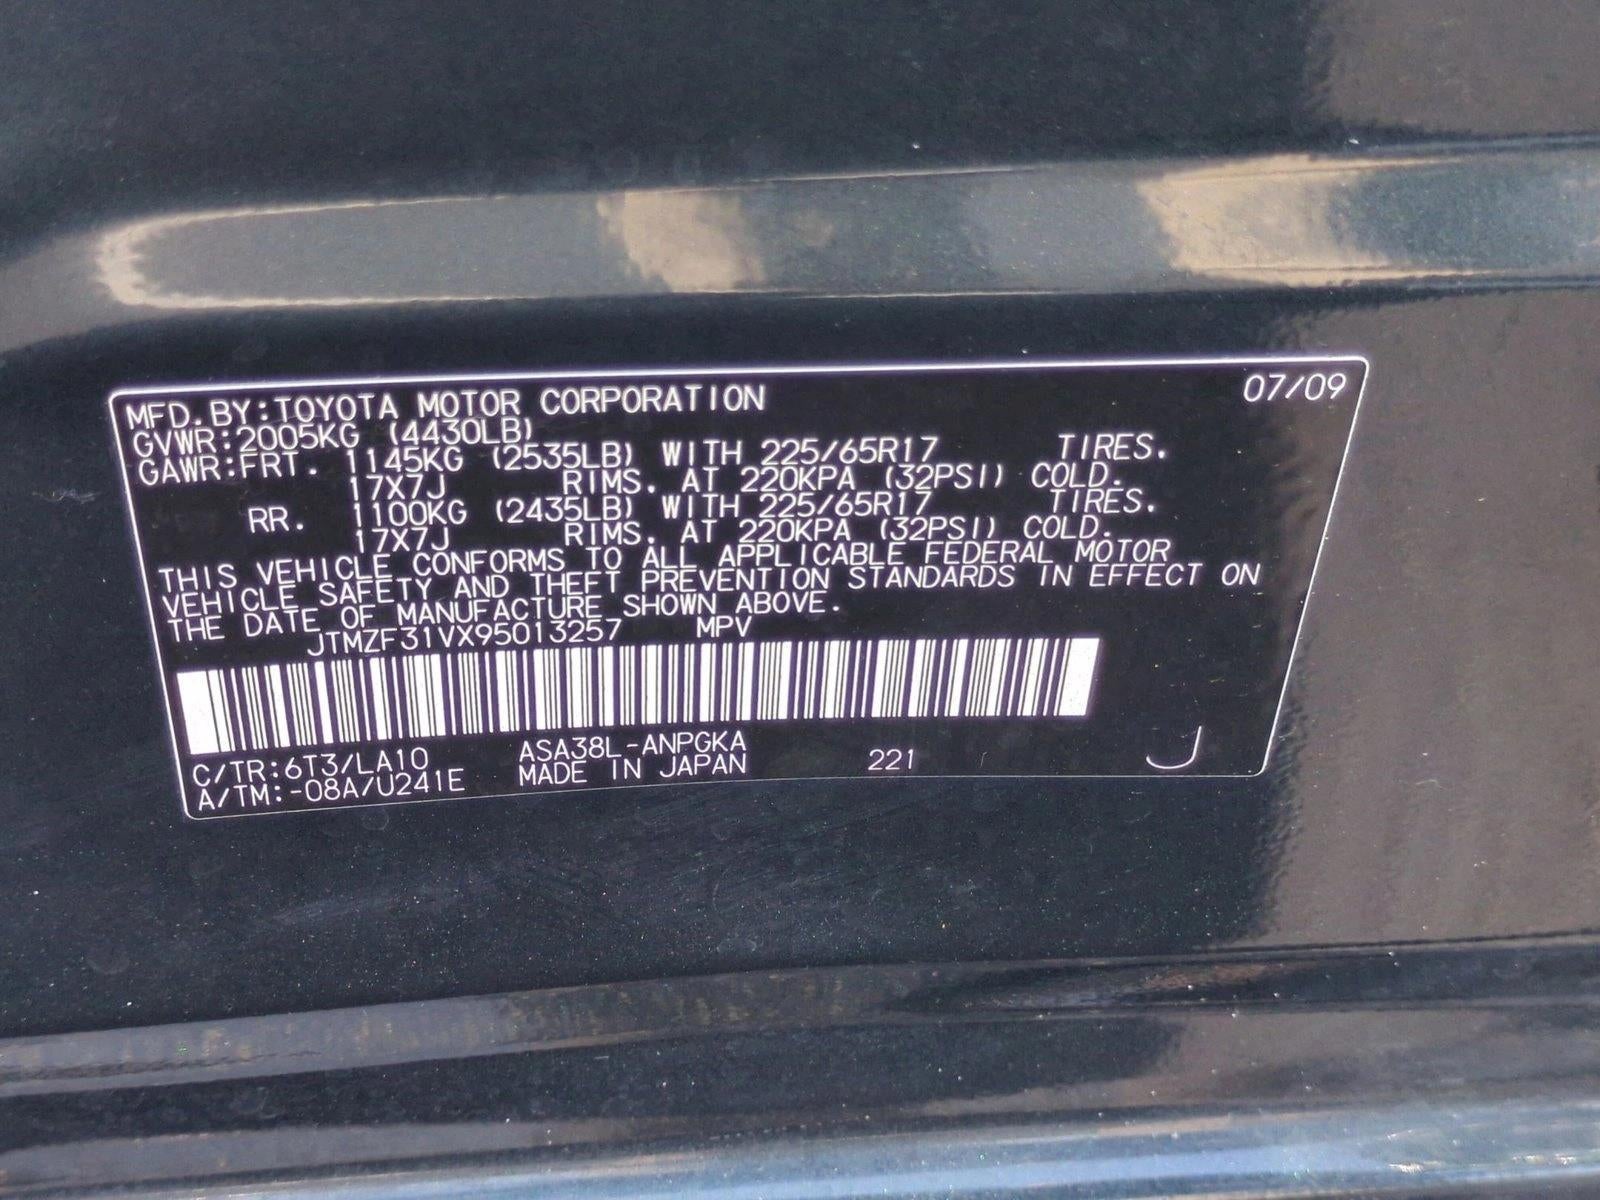 07/09
MFD.BY:TOYOTA MOTOR CORPORATION
GVWR:2005KG (4430LB)
GAWR:FRT. 1145KG (2535LB) WITH 225/65R17 TIRES.
17X7J RIMS. AT 220KPA (32PSI) COLD.
RR. 1100KG (2435LB) WITH 225/65R17 TIRES.
17X7J RIMS. AT 220KPA (32PSI) COLD.
THIS VEHICLE CONFORMS TO ALL APPLICABLE FEDERAL MOTOR
VEHICLE SAFETY AND THEFT PREVENTION STANDARDS IN EFFECT ON
THE DATE OF MANUFACTURE SHOWN ABOVE.
JTMZF31VX95013257 MPV
C/TR:6T3/LA10 ASA38L-ANPGKA
A/TM:-08A/U241E MADE IN JAPAN 221 J